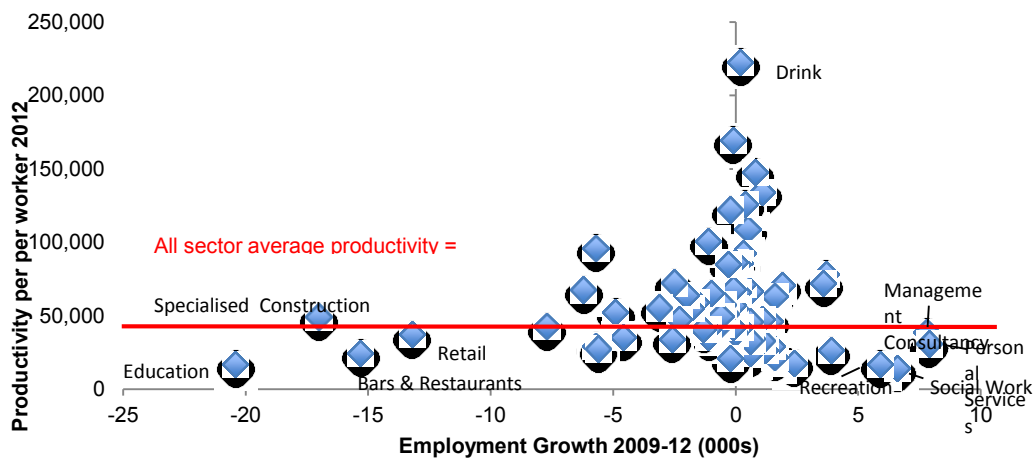 250,000
200,000
150,000
100,000
50,000
0
Productivity per worker 2012
Drink
All sector average productivity =
Specialised Construction
Manageme
nt
Consultancy
Retail
Education
Bars & Restaurants
Recreation
Social Work
Person
al
Service
s
-25
-20
-15
-10
-5
0
5
10
Employment Growth 2009-12 (000s)